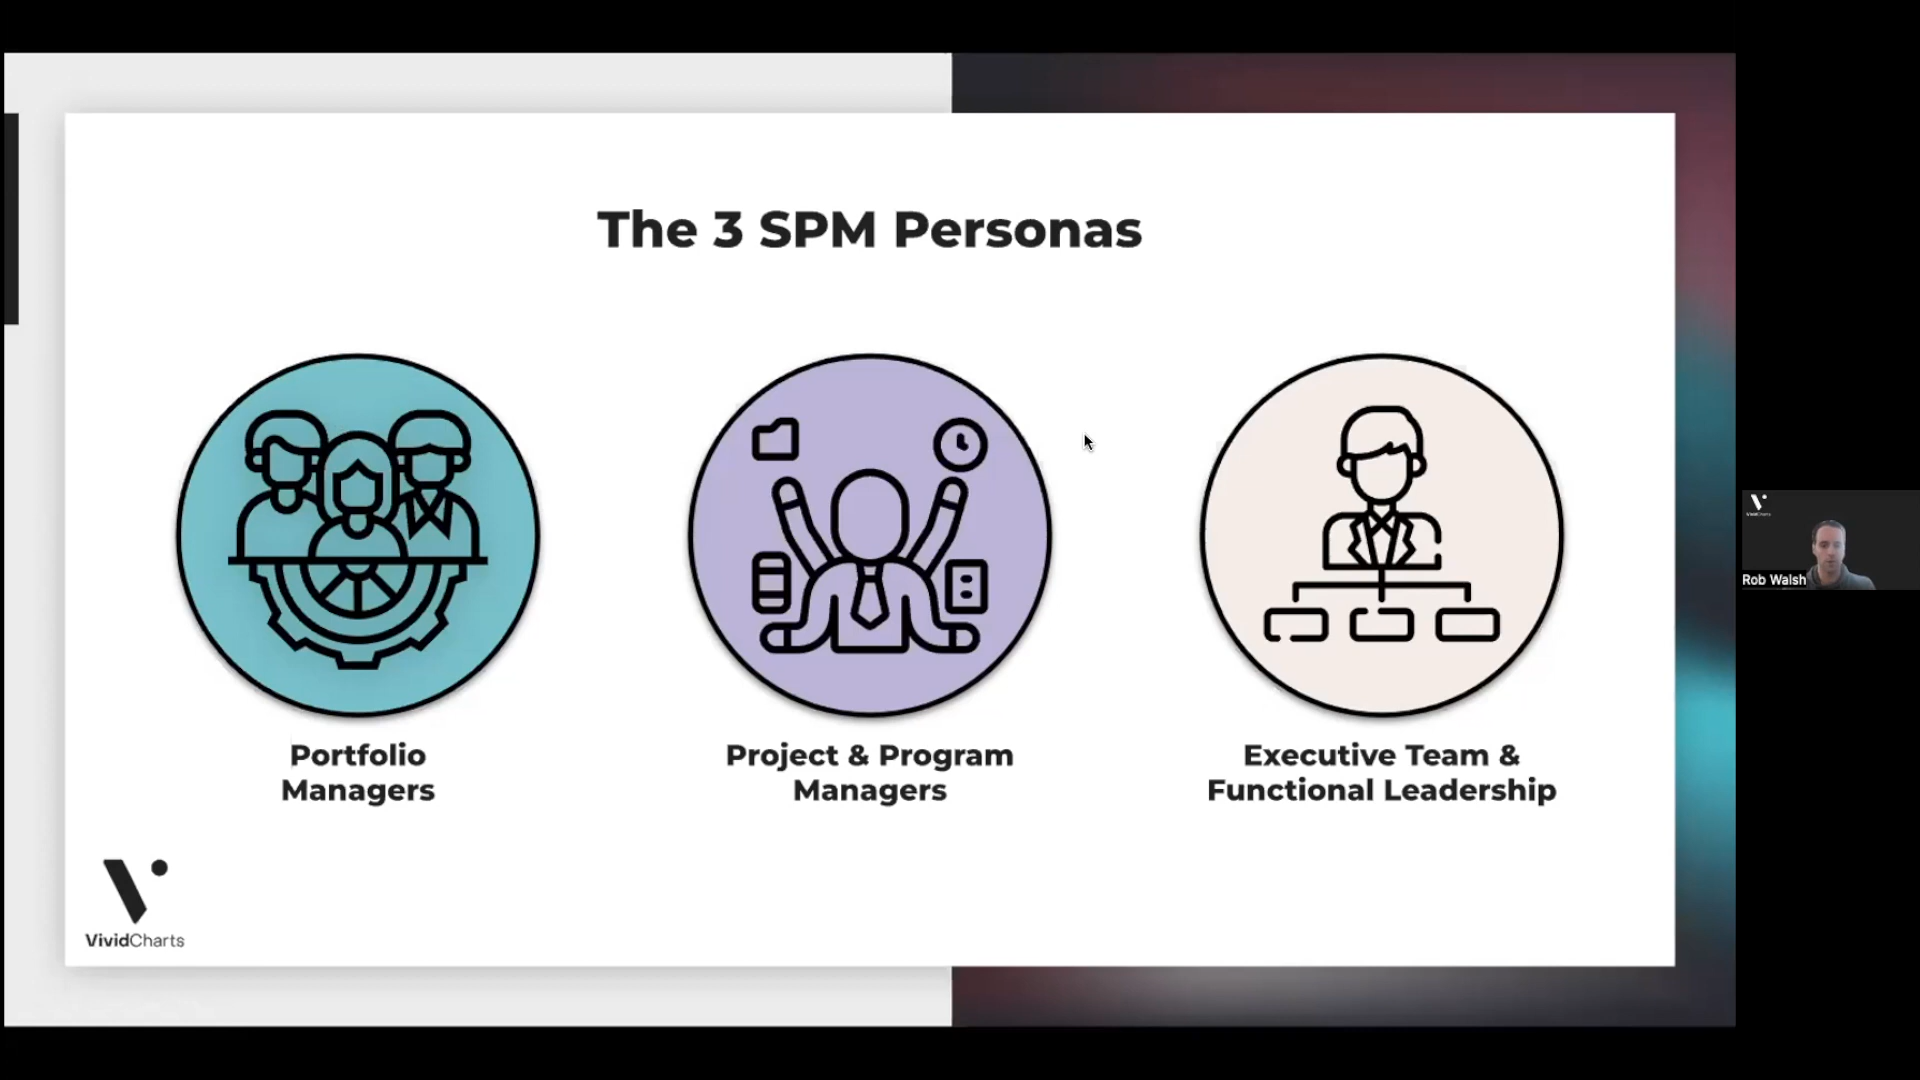 The 3 SPM Personas
Portfolio
Managers
Project & Program
Managers
Executive Team &
Functional Leadership
VividCharts
Rob Walsh